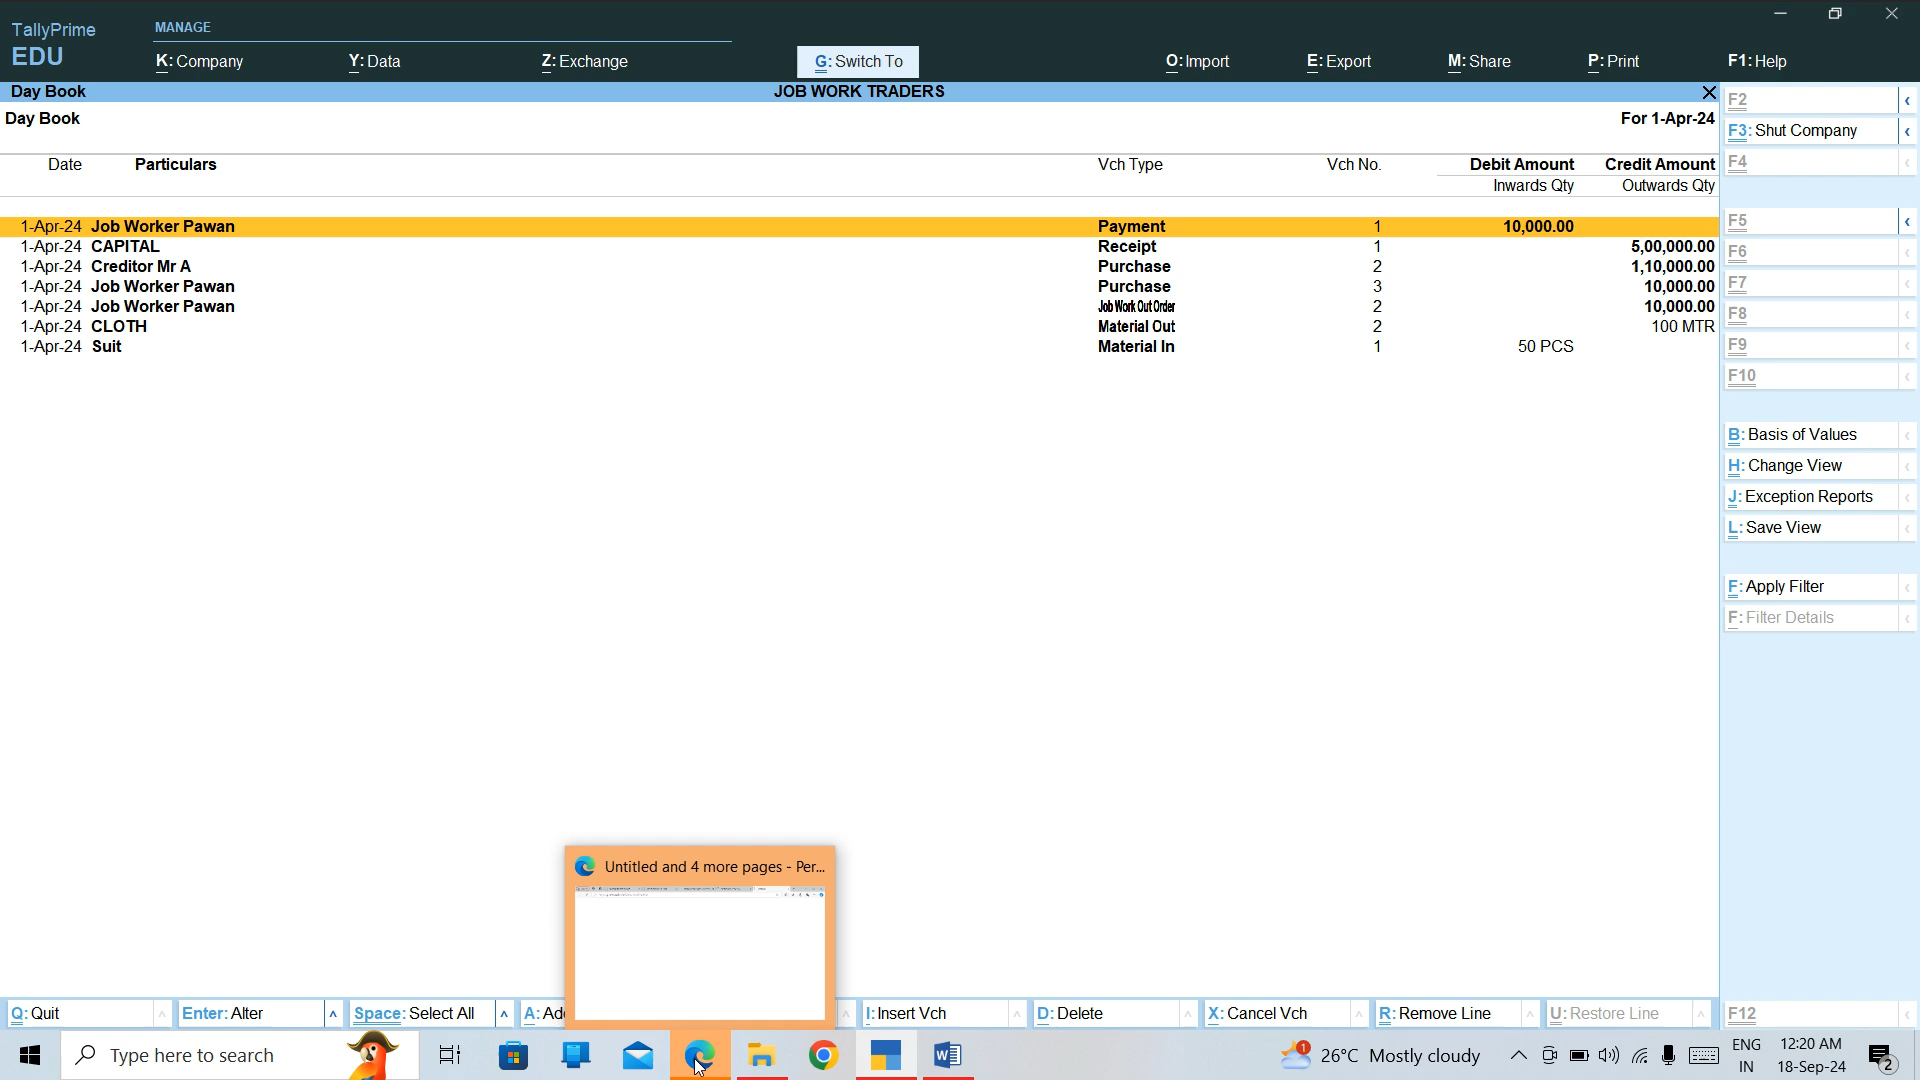 TallyPrime
EDU
MANAGE
K: Company
Y: Data
Z: Exchange
G: Switch To
O: Import
E: Export
M: Share
P: Print
F1: Help
Day Book
JOB WORK TRADERS
Day Book
For 1-Apr-24
Date Particulars Vch Type Vch No. Debit Amount Credit Amount
Inwards Qty Outwards Qty
1-Apr-24 Job Worker Pawan Payment 1 10,000.00
1-Apr-24 CAPITAL Receipt 1 5,00,000.00
1-Apr-24 Creditor Mr A Purchase 2 1,10,000.00
1-Apr-24 Job Worker Pawan Purchase 3 10,000.00
1-Apr-24 Job Worker Pawan Job Work Out Order 2 10,000.00
1-Apr-24 CLOTH Material Out 2 100 MTR
1-Apr-24 Suit Material In 1 50 PCS
F2
F3: Shut Company
F4
F5
F6
F7
F8
F9
F10
B: Basis of Values
H: Change View
J: Exception Reports
L: Save View
F: Apply Filter
F: Filter Details
F12
Untitled and 4 more pages - Per...
Q: Quit
Enter: Alter
Space: Select All
A: Ad
I: Insert Vch
D: Delete
X: Cancel Vch
R: Remove Line
U: Restore Line
Type here to search
1
26°C Mostly cloudy
ENG
IN
12:20 AM
18-Sep-24
2